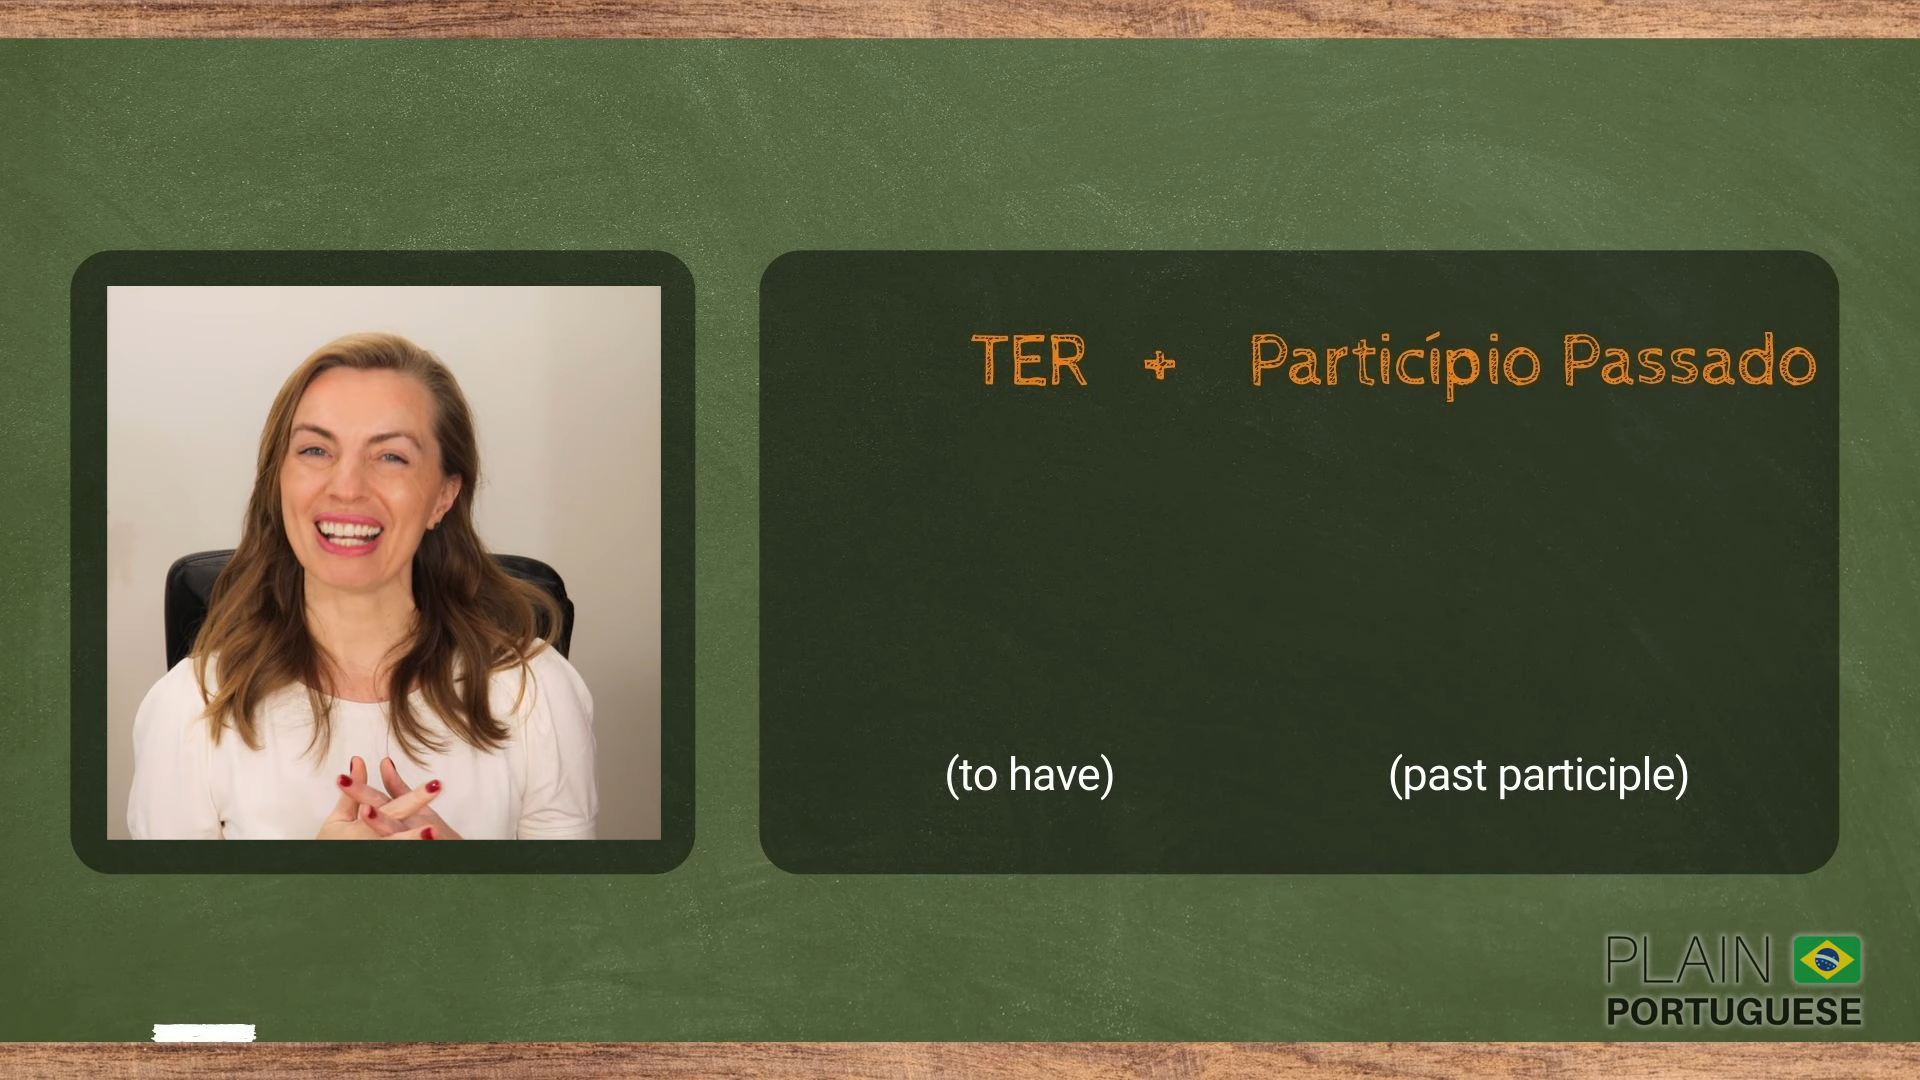 TER + Particípio Passado
(to have) (past participle)
PLAIN
PORTUGUESE